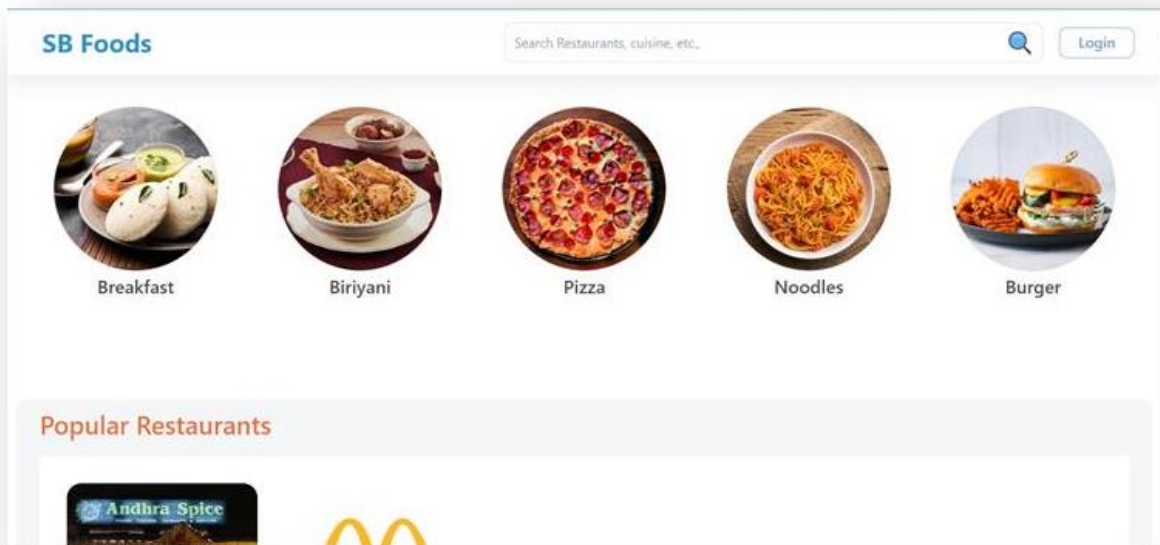 SB Foods
Search Restaurants, cuisine, etc.,
Login
Breakfast
Biriyani
Pizza
Noodles
Burger
Popular Restaurants
Andhra Spice